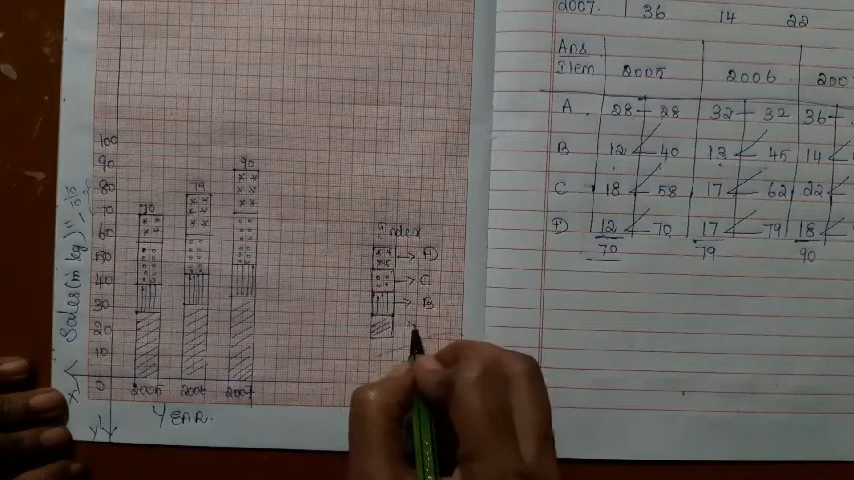 100
90
80
70
60
50
40
30
20
10
0
Sales (in kg)
70
79
90
2005 2006 2007
YEAR.
Index
D
C
B
2007. 36 14 22
Ans
Item 2005 2006 200
A 28 28 32 32 36
B 12 40 13 45 14
C 18 58 17 62 22
D 12 70 17 79 18
70 79 90